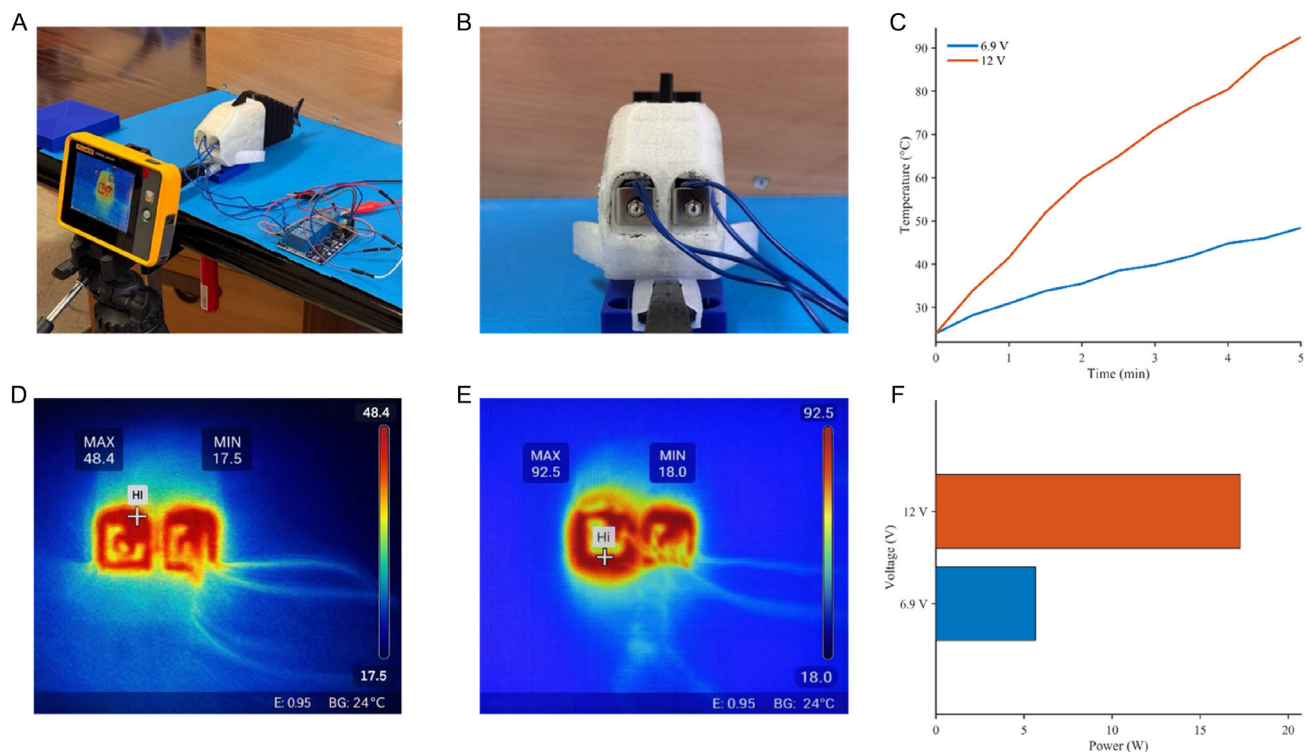 A
B
C
FLUKE
90
80
70
60
50
40
30
Temperature (°C)
6.9 V
12 V
0
1
2
3
4
5
Time (min)
D
E
F
48.4
MAX
48.4
MIN
17.5
HI
17.5
E: 0.95 BG: 24°C
92.5
MAX
92.5
MIN
18.0
Hi
18.0
E: 0.95 BG: 24°C
Voltage (V)
12 V
6.9 V
0
5
10
15
20
Power (W)